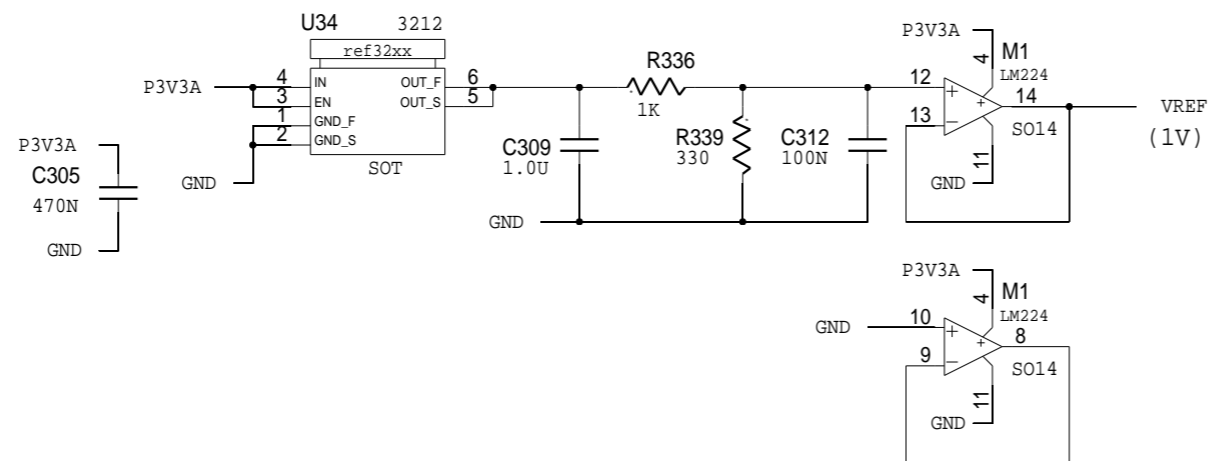 U34 3212
ref32xx
P3V3A
4 IN
3 EN
1 GND_F
2 GND_S
OUT_F 6
OUT_S 5
SOT
GND
P3V3A
C305
470N
GND
C309
1.0U
R336
1K
R339
330
C312
100N
GND
P3V3A
4
M1
LM224
12
+
+
13
−
14
SO14
11
GND
VREF
(1V)
P3V3A
4
M1
LM224
GND
10
+
+
9
−
8
SO14
11
GND